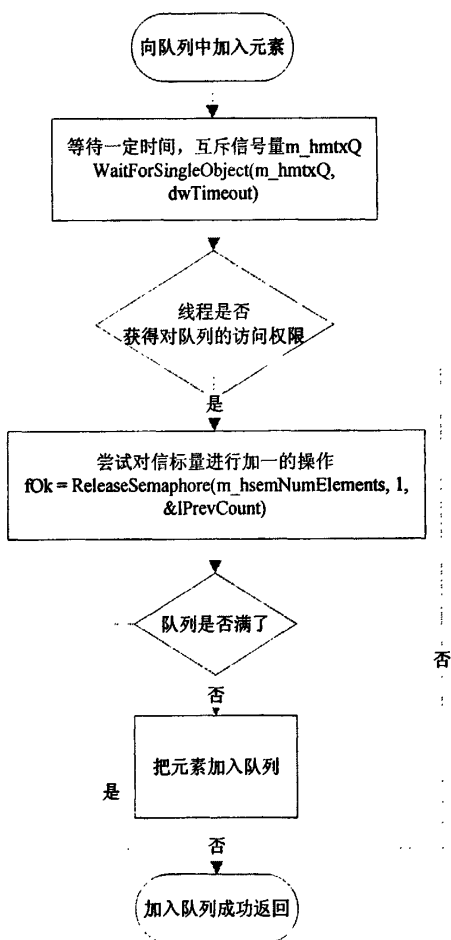 向队列中加入元素
等待一定时间，互斥信号量m_hmtxQ
WaitForSingleObject(m_hmtxQ,
dwTimeout)
线程是否
获得对队列的访问权限
是
尝试对信标量进行加一的操作
fOk = ReleaseSemaphore(m_hsemNumElements, 1,
&lPrevCount)
队列是否满了
否
否
把元素加入队列
是
否
加入队列成功返回